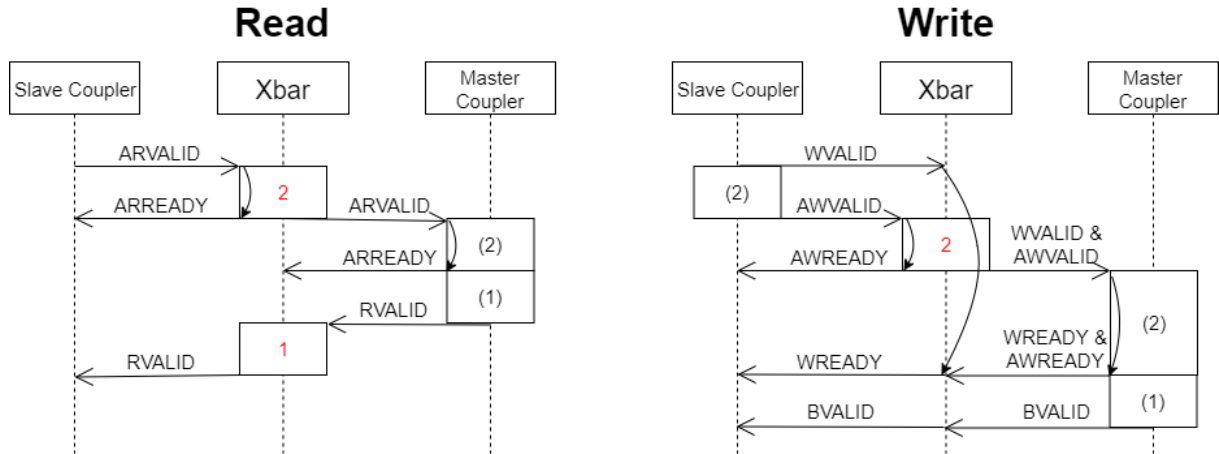 Read
Slave Coupler
Xbar
Master
Coupler
ARVALID
2
ARREADY
ARVALID
(2)
ARREADY
(1)
RVALID
1
RVALID
Write
Slave Coupler
Xbar
Master
Coupler
WVALID
(2)
AWVALID
2
WVALID &
AWVALID
AWREADY
(2)
WREADY &
AWREADY
WREADY
(1)
BVALID
BVALID